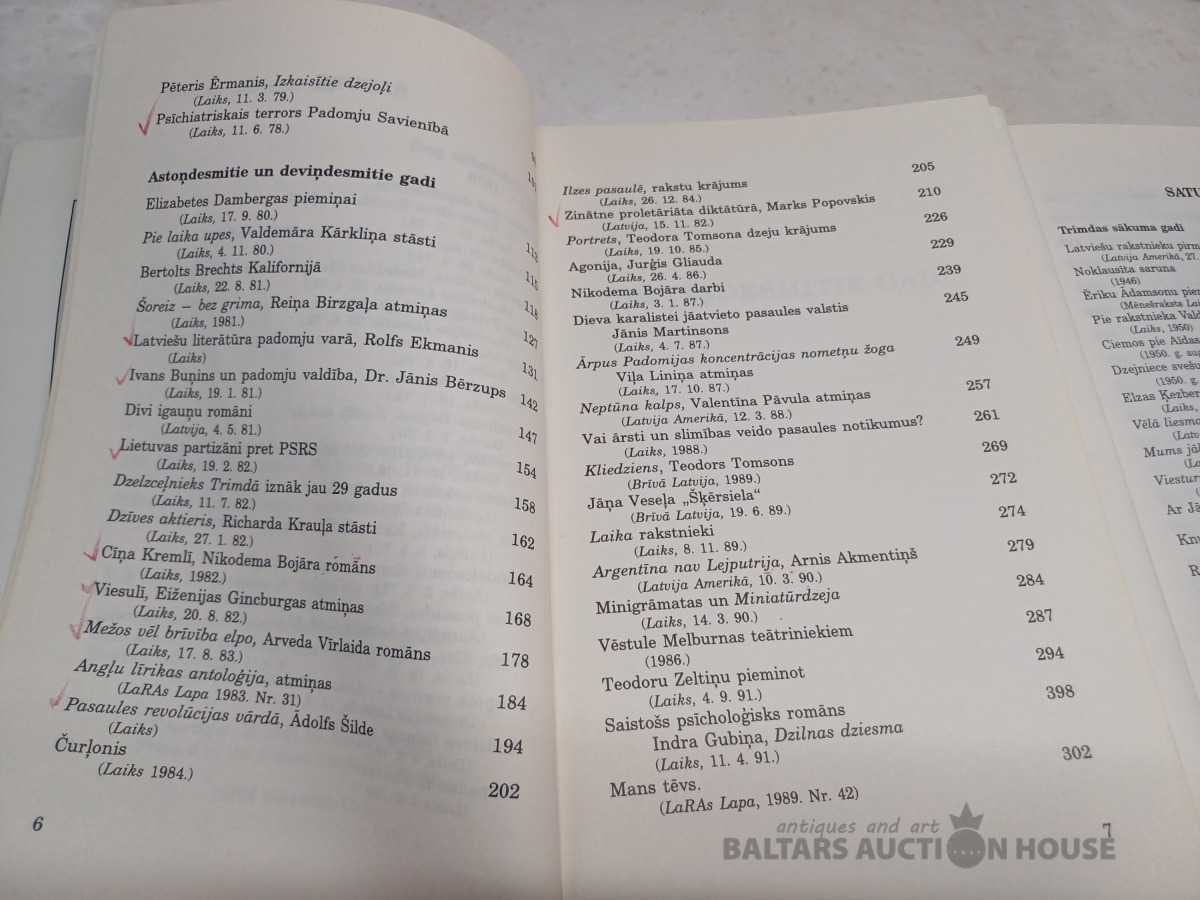 Pēteris Ērmanis, Izkaisītie dzejoļi
(Laiks, 11. 3. 79.)
Psīchiatriskais terrors Padomju Savienībā
(Laiks, 11. 6. 78.)
Astoņdesmitie un deviņdesmitie gadi
Elizabetes Dambergas piemiņai 112
(Laiks, 17. 9. 80.)
Pie laika upes, Valdemāra Kārkliņa stāsti 115
(Laiks, 4. 11. 80.)
Bertolts Brechts Kalifornijā 118
(Laiks, 22. 8. 81.)
Šoreiz – bez grima, Reiņa Birzgaļa atmiņas 127
(Laiks, 1981.)
Latviešu literātūra padomju varā, Rolfs Ekmanis 131
(Laiks)
Ivans Buņins un padomju valdība, Dr. Jānis Bērzups 142
(Laiks, 19. 1. 81.)
Divi igauņu romāni 147
(Latvija, 4. 5. 81.)
Lietuvas partizāni pret PSRS 154
(Laiks, 19. 2. 82.)
Dzelzceļnieks Trimdā iznāk jau 29 gadus 158
(Laiks, 11. 7. 82.)
Dzīves aktieris, Richarda Krauļa stāsti 162
(Laiks, 27. 1. 82.)
Cīņa Kremlī, Nikodema Bojāra romāns 164
(Laiks, 1982.)
Viesulī, Eiženijas Gincburgas atmiņas 168
(Laiks, 20. 8. 82.)
Mežos vēl brīvība elpo, Arveda Vīrlaida romāns 178
(Laiks, 17. 8. 83.)
Angļu līrikas antoloģija, atmiņas 184
(LaRAs Lapa 1983. Nr. 31)
Pasaules revolūcijas vārdā, Ādolfs Šilde 194
(Laiks)
Čurļonis 202
(Laiks 1984.)
6
Ilzes pasaulē, rakstu krājums 205
(Laiks, 26. 12. 84.)
Zinātne proletāriāta diktātūrā, Marks Popovskis 210
(Latvija, 15. 11. 82.)
Portrets, Teodora Tomsona dzeju krājums 226
(Laiks, 19. 10. 85.)
Agonija, Jurģis Gliauda 229
(Laiks, 26. 4. 86.)
Nikodema Bojāra darbi 239
(Laiks, 3. 1. 87.)
Dieva karalistei jāatvieto pasaules valstis 245
Jānis Martinsons
(Laiks, 4. 7. 87.)
Ārpus Padomijas koncentrācijas nometņu žoga 249
Viļa Liniņa atmiņas
(Laiks, 17. 10. 87.)
Neptūna kalps, Valentīna Pāvula atmiņas 257
(Latvija Amerikā, 12. 3. 88.)
Vai ārsti un slimības veido pasaules notikumus? 261
(Laiks, 1988.)
Kliedziens, Teodors Tomsons 269
(Brīvā Latvija, 1989.)
Jāņa Veseļa „Šķērsiela“ 272
(Brīvā Latvija, 19. 6. 89.)
Laika rakstnieki 274
(Laiks, 8. 11. 89.)
Argentīna nav Lejputrija, Arnis Akmentiņš 279
(Latvija Amerikā, 10. 3. 90.)
Minigrāmatas un Miniatūrdzeja 284
(Laiks, 14. 3. 90.)
Vēstule Melburnas teātriniekiem 287
(1986.)
Teodoru Zeltiņu pieminot 294
(Laiks, 4. 9. 91.)
Saistošs psīcholoģisks romāns 398
Indra Gubiņa, Dzilnas dziesma
(Laiks, 11. 4. 91.)
Mans tēvs. 302
(LaRAs Lapa, 1989. Nr. 42)
7
SATU
Trimdas sākuma gadi
Latviešu rakstnieku pirm
(Latvija Amerikā, 27.
Noklausīta saruna
(1946)
Ēriku Ādamsonu pien
(Mēnešraksts Lai
Pie rakstnieka Vald
(Laiks, 1950)
Ciemos pie Aidas
(1950. g. aug
Dzejniece svešu
(1950. g.
Elzas Ķezber
(Laiks,
Vēlā liesmo
(Latv
Mums jāl
(La
Viestur
Ar Jā
Knu
antiques and art
BALTARS AUCTION HOUSE